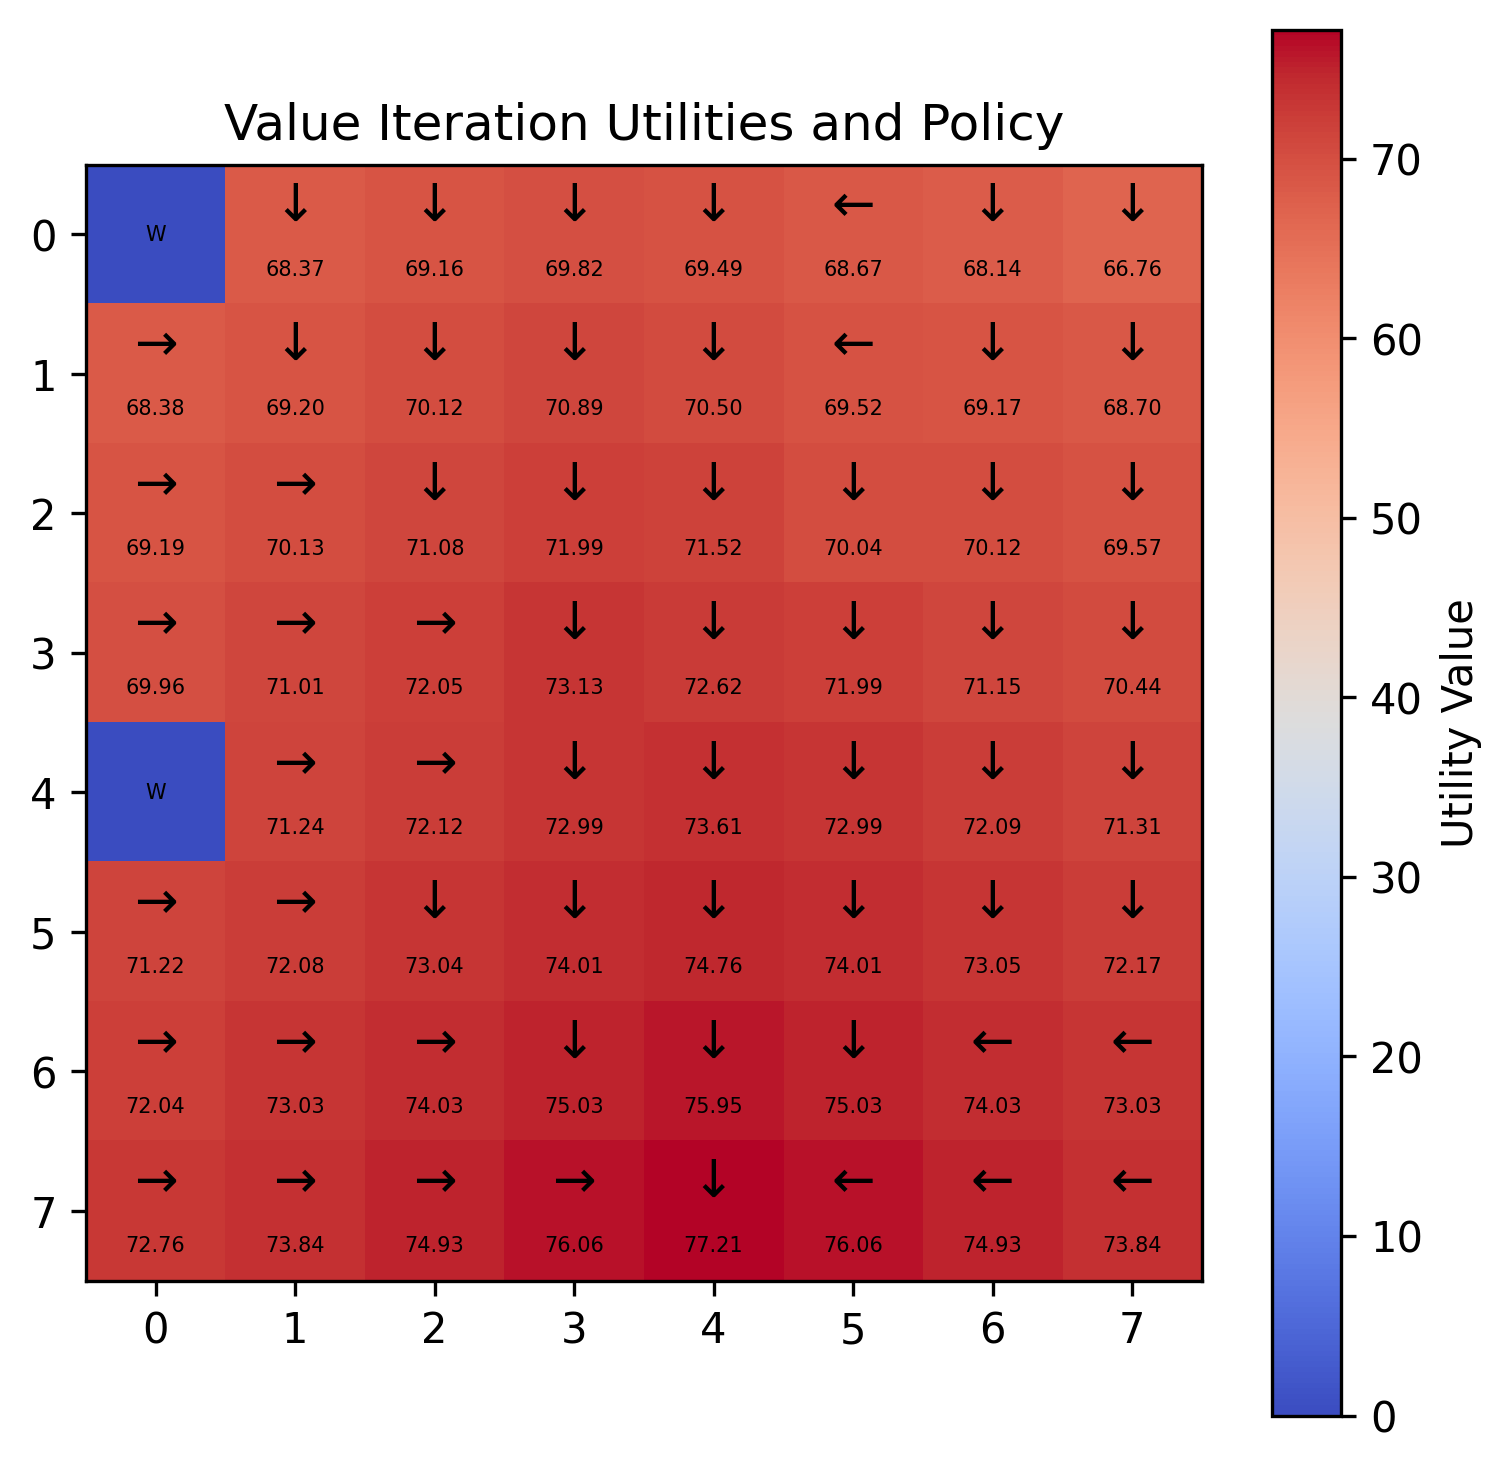 Value Iteration Utilities and Policy
0 W ↓ ↓ ↓ ↓ ← ↓ ↓
68.37 69.16 69.82 69.49 68.67 68.14 66.76
1 → ↓ ↓ ↓ ↓ ← ↓ ↓
68.38 69.20 70.12 70.89 70.50 69.52 69.17 68.70
2 → → ↓ ↓ ↓ ↓ ↓ ↓
69.19 70.13 71.08 71.99 71.52 70.04 70.12 69.57
3 → → → ↓ ↓ ↓ ↓ ↓
69.96 71.01 72.05 73.13 72.62 71.99 71.15 70.44
4 W → → ↓ ↓ ↓ ↓ ↓
71.24 72.12 72.99 73.61 72.99 72.09 71.31
5 → → ↓ ↓ ↓ ↓ ↓ ↓
71.22 72.08 73.04 74.01 74.76 74.01 73.05 72.17
6 → → → ↓ ↓ ↓ ← ←
72.04 73.03 74.03 75.03 75.95 75.03 74.03 73.03
7 → → → → ↓ ← ← ←
72.76 73.84 74.93 76.06 77.21 76.06 74.93 73.84
0 1 2 3 4 5 6 7
70
60
50
40
30
20
10
0
Utility Value